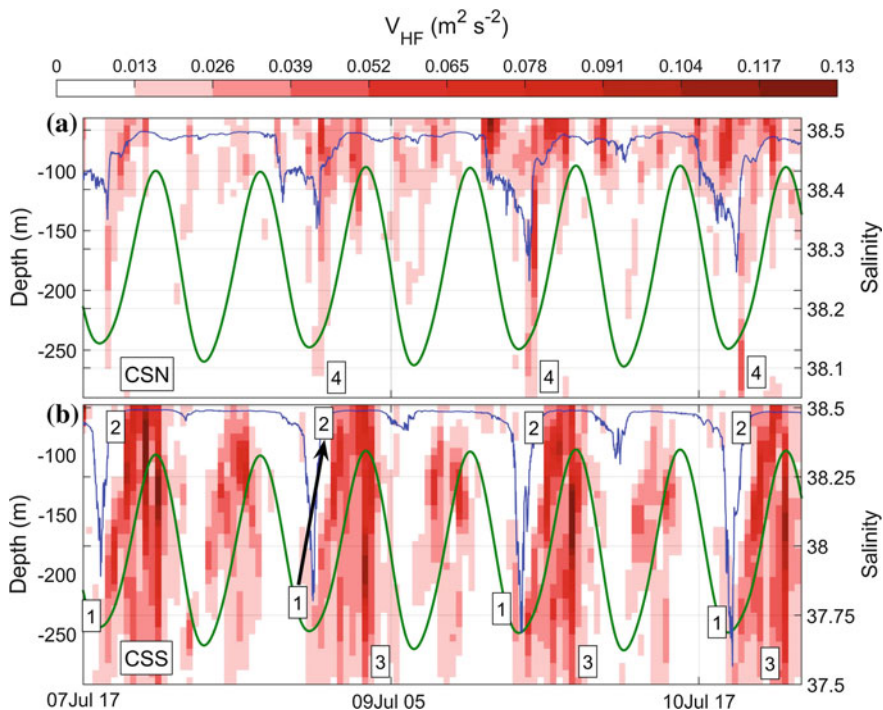 V_HF (m² s⁻²)
0 0.013 0.026 0.039 0.052 0.065 0.078 0.091 0.104 0.117 0.13
(a)
38.5
-100
38.4
-150
38.3
-200
38.2
-250
38.1
Depth (m)
Salinity
CSN
4
4
4
(b)
38.5
2
2
2
2
-100
38.25
-150
38
-200
1
1
1
1
37.75
-250
Depth (m)
Salinity
CSS
3
3
3
37.5
07Jul 17
09Jul 05
10Jul 17